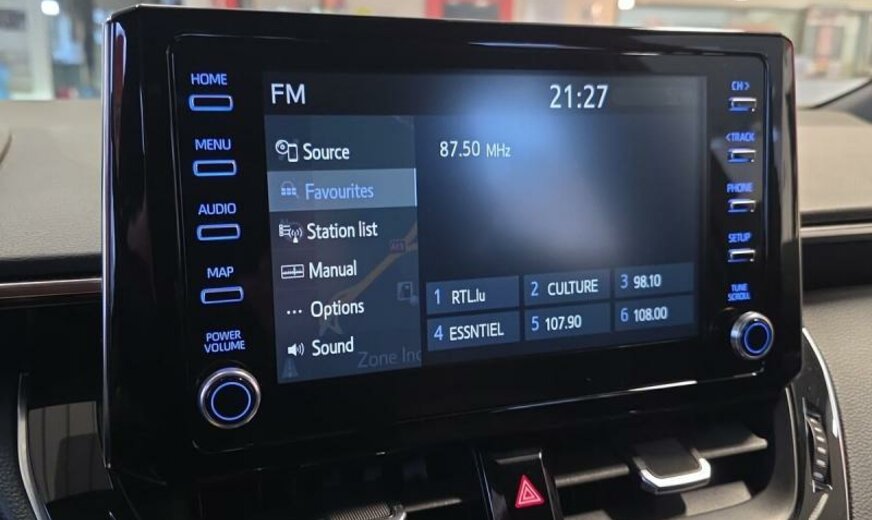 HOME
MENU
AUDIO
MAP
POWER
VOLUME
FM
21:27
Source
Favourites
Station list
Manual
Options
Sound
87.50 MHz
1 RTL.lu
2 CULTURE
3 98.10
4 ESSNTIEL
5 107.90
6 108.00
Zone Inc
CH >
< TRACK
PHONE
SETUP
TUNE
SCROLL